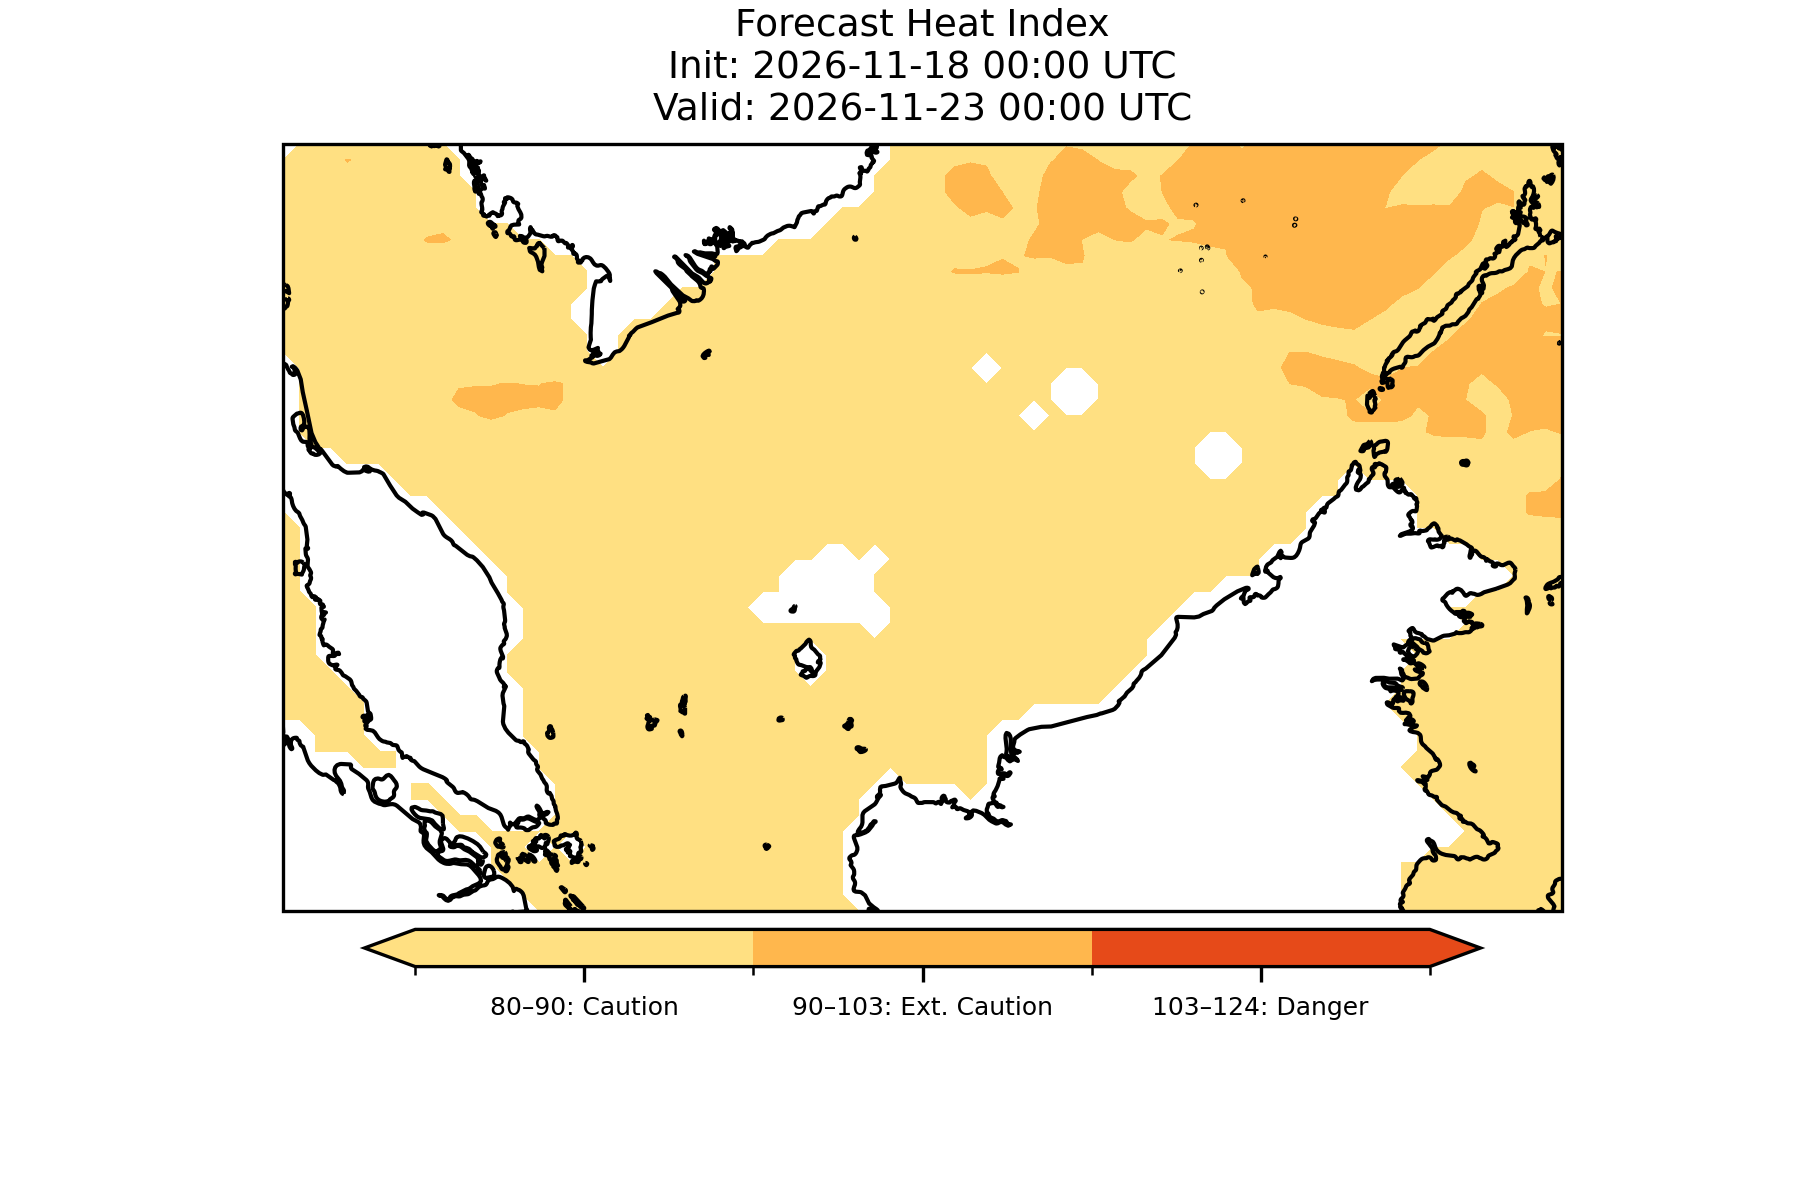 Forecast Heat Index
Init: 2026-11-18 00:00 UTC
Valid: 2026-11-23 00:00 UTC
80–90: Caution
90–103: Ext. Caution
103–124: Danger